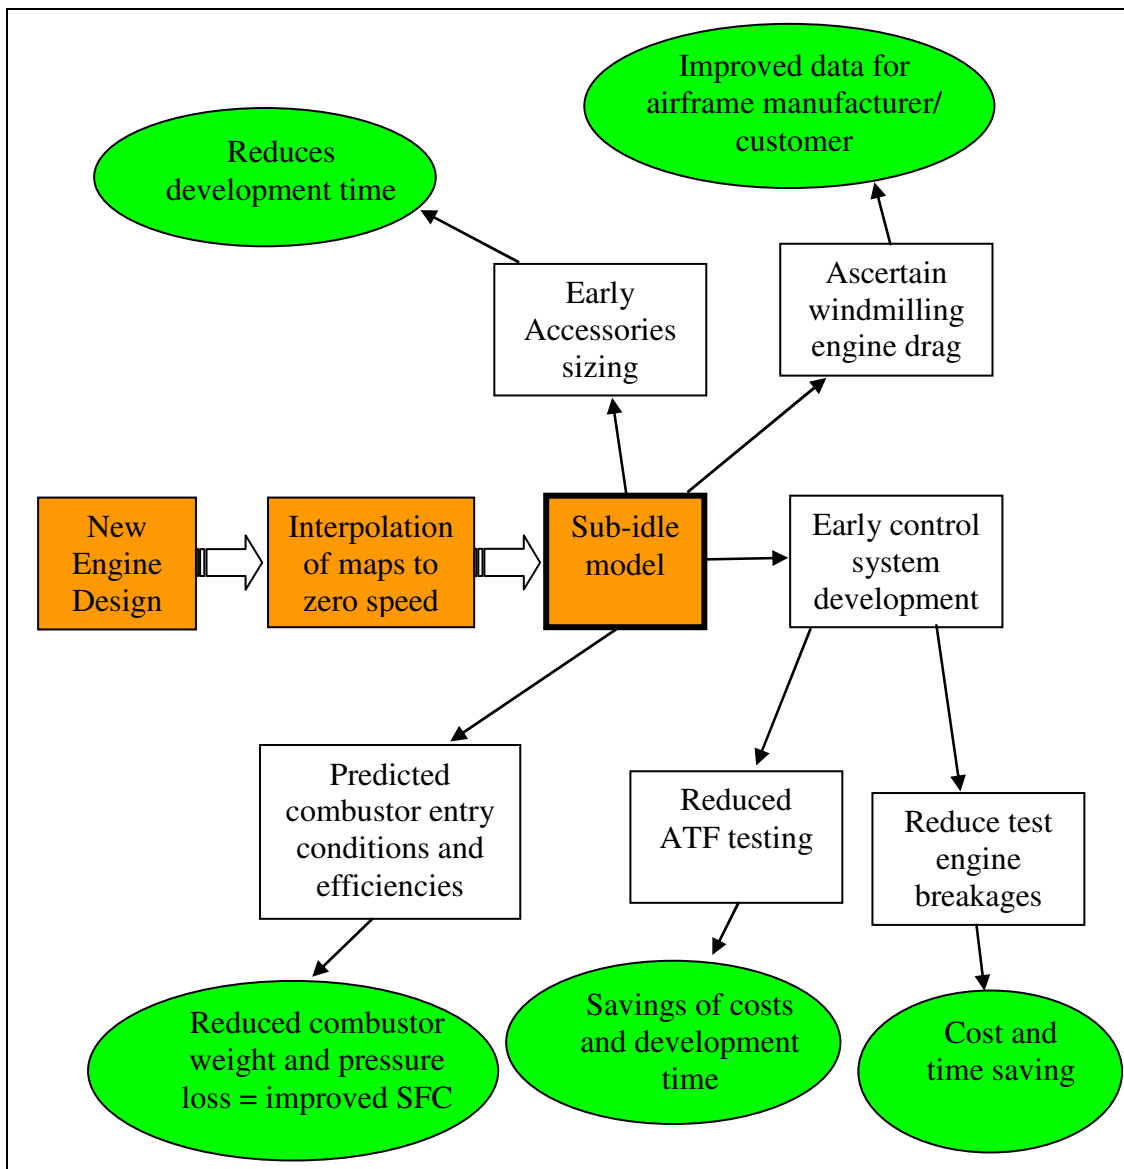 Improved data for
airframe manufacturer/
customer
Reduces
development time
Early
Accessories
sizing
Ascertain
windmilling
engine drag
New
Engine
Design
Interpolation
of maps to
zero speed
Sub-idle
model
Early control
system
development
Predicted
combustor entry
conditions and
efficiencies
Reduced
ATF testing
Reduce test
engine
breakages
Reduced combustor
weight and pressure
loss = improved SFC
Savings of costs
and development
time
Cost and
time saving